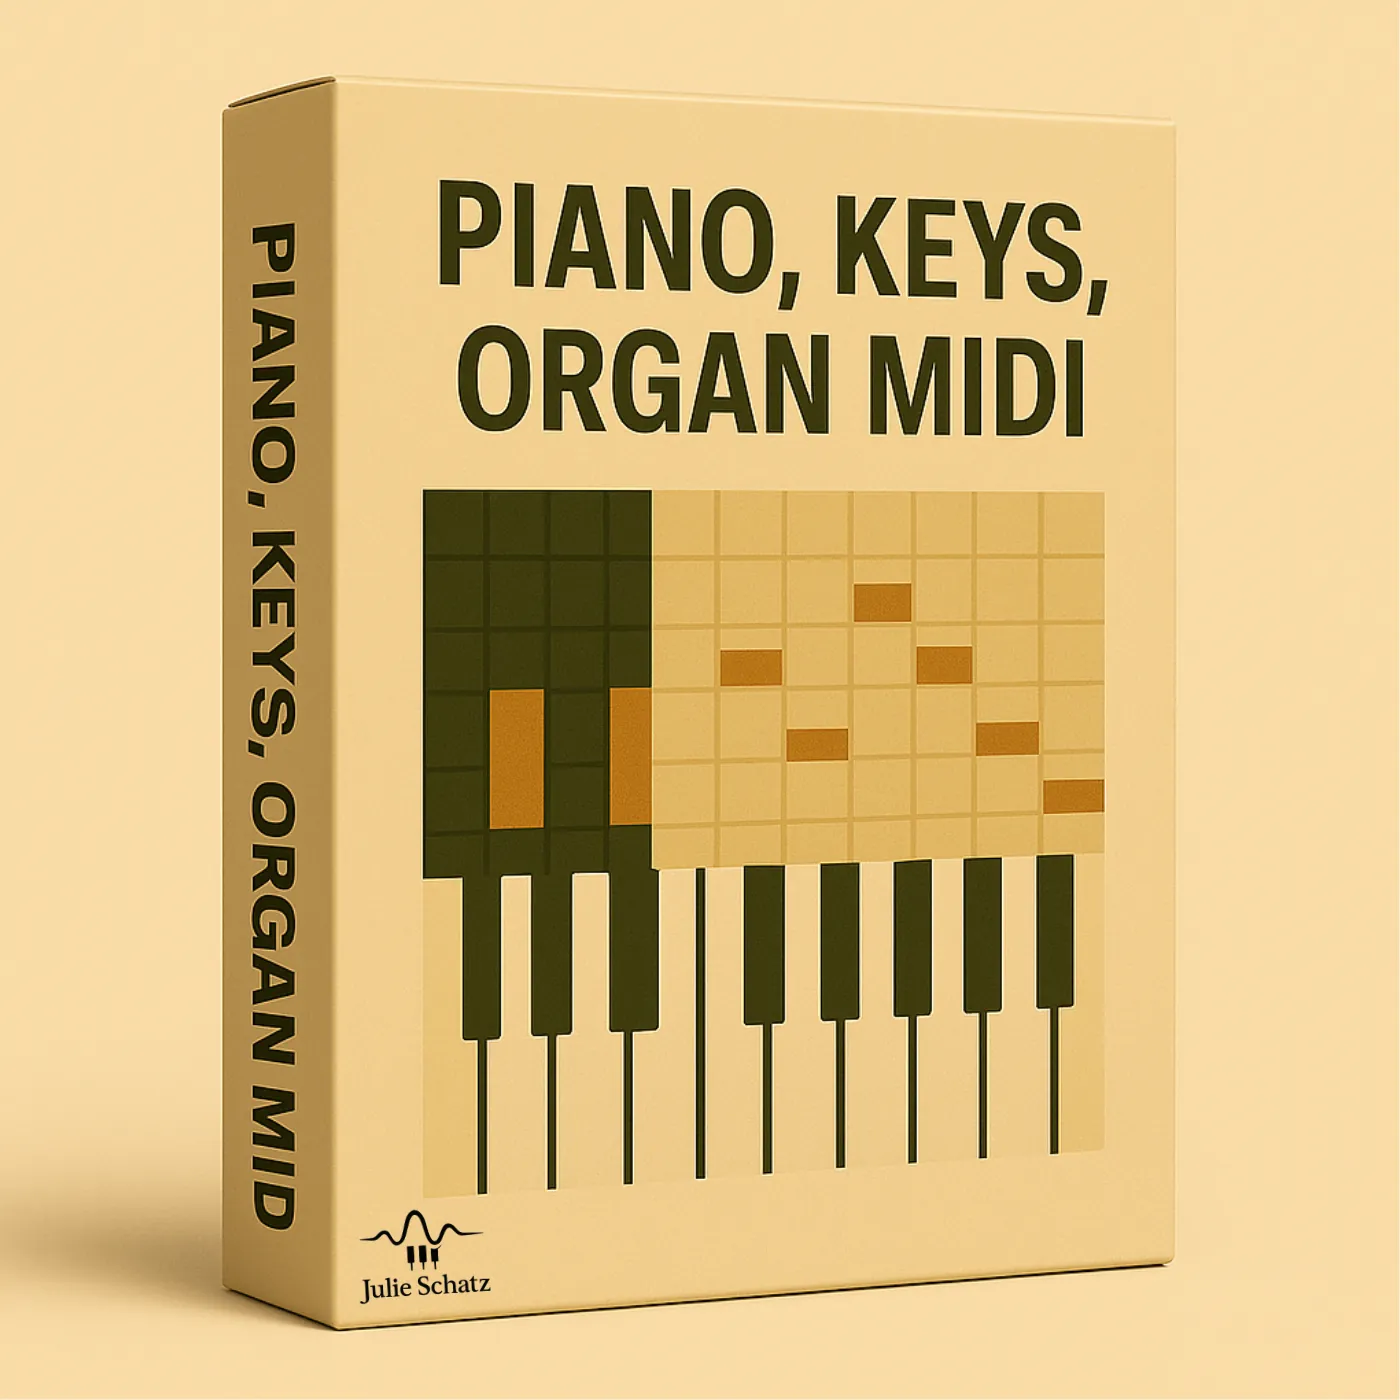 PIANO, KEYS,
ORGAN MIDI
PIANO, KEYS, ORGAN MID
Julie Schatz